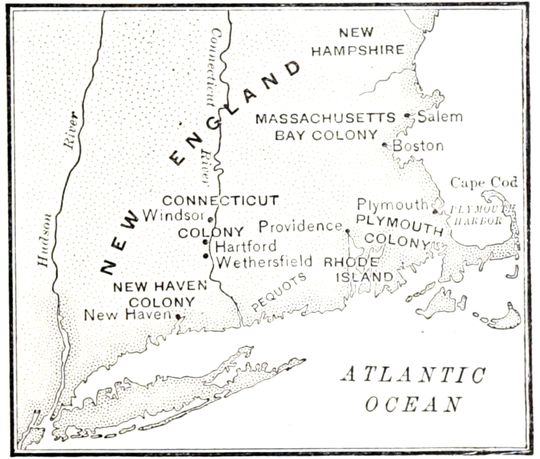 NEW
HAMPSHIRE
Connecticut
River
NEW ENGLAND
Hudson
River
MASSACHUSETTS
BAY COLONY
Salem
Boston
Cape Cod
CONNECTICUT
COLONY
Windsor
Hartford
Wethersfield
Providence
Plymouth
PLYMOUTH
COLONY
PLYMOUTH
HARBOR
RHODE
ISLAND
PEQUOTS
NEW HAVEN
COLONY
New Haven
ATLANTIC
OCEAN